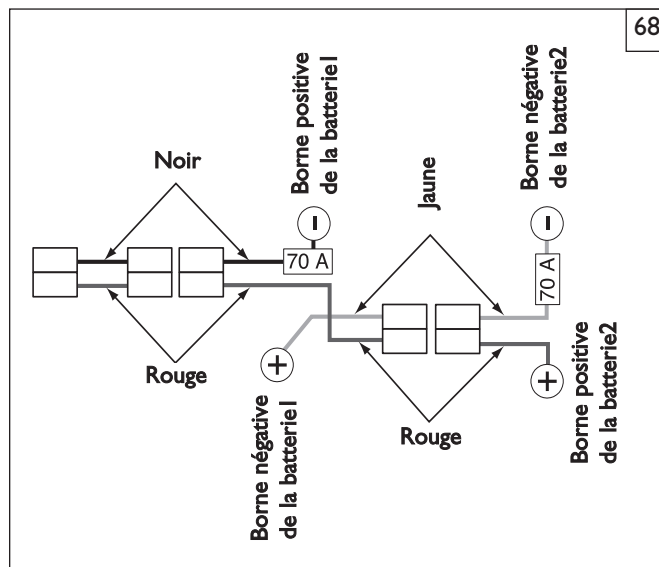 68
Noir
Borne positive
de la batterie1
-
70 A
Rouge
+
Borne négative
de la batterie1
Jaune
Borne négative
de la batterie2
-
70 A
Rouge
+
Borne positive
de la batterie2